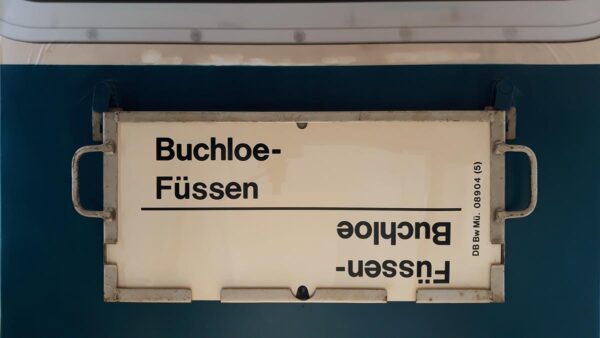 Buchloe-
Füssen
Füssen-
Buchloe
DB Bw Mü. 08904 (5)